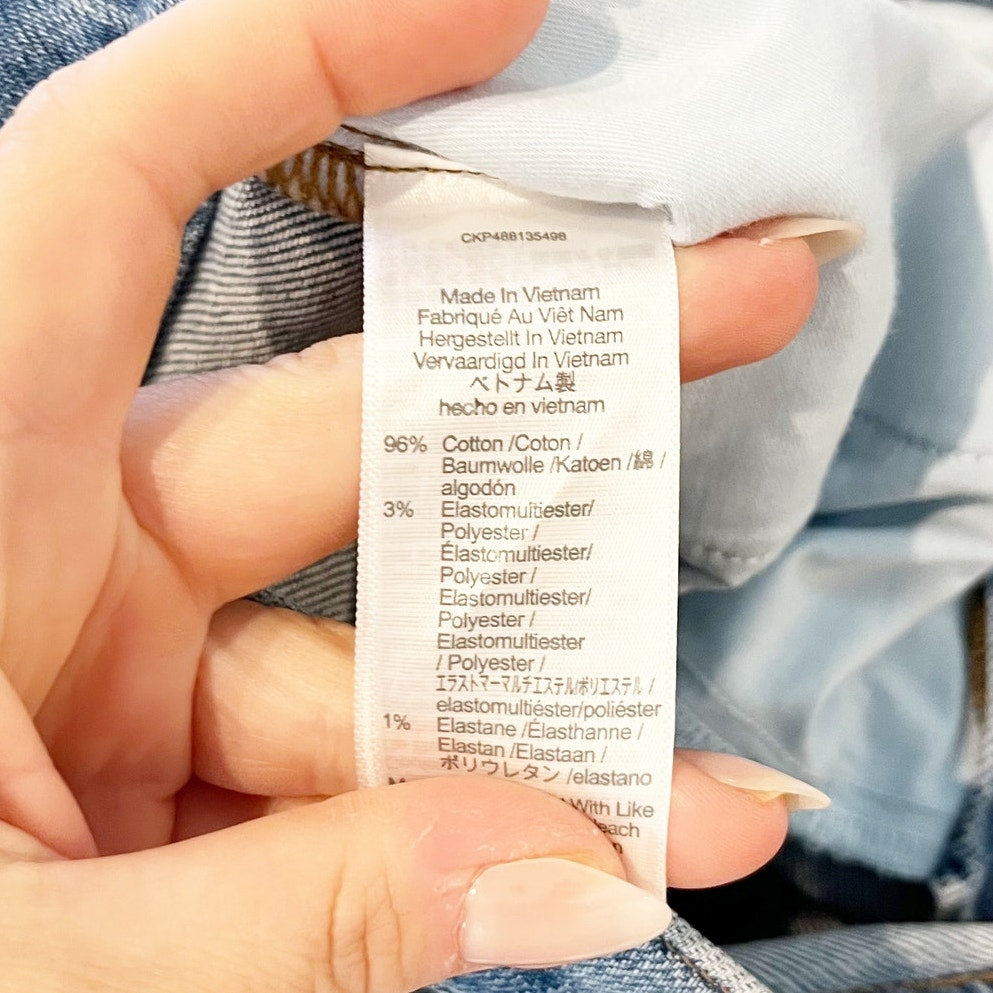 CKP488135498
Made In Vietnam
Fabriqué Au Viêt Nam
Hergestellt In Vietnam
Vervaardigd In Vietnam
ベトナム製
hecho en vietnam
96% Cotton /Coton /
Baumwolle /Katoen /綿 /
algodón
3% Elastomultiester/
Polyester /
Élastomultiester/
Polyester /
Elastomultiester/
Polyester /
Elastomultiester
/ Polyester /
エラストマーマルチエステル/ポリエステル /
elastomultiéster/poliéster
1% Elastane /Élasthanne /
Elastan /Elastaan /
ポリウレタン /elastano
With Like